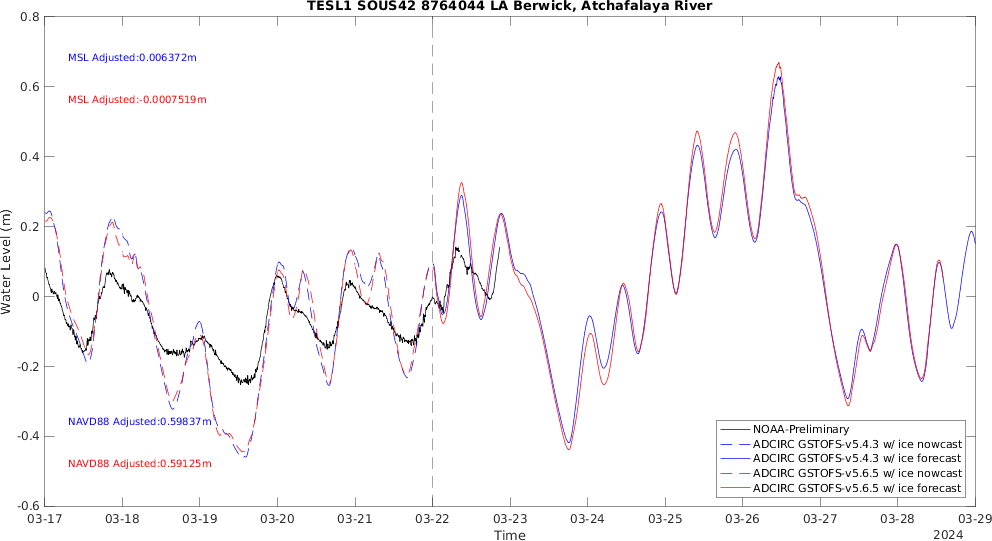 TESL1 SOUS42 8764044 LA Berwick, Atchafalaya River
0.8
0.6
0.4
0.2
0
-0.2
-0.4
-0.6
Water Level (m)
MSL Adjusted:0.006372m
MSL Adjusted:-0.0007519m
NAVD88 Adjusted:0.59837m
NAVD88 Adjusted:0.59125m
NOAA-Preliminary
ADCIRC GSTOFS-v5.4.3 w/ ice nowcast
ADCIRC GSTOFS-v5.4.3 w/ ice forecast
ADCIRC GSTOFS-v5.6.5 w/ ice nowcast
ADCIRC GSTOFS-v5.6.5 w/ ice forecast
03-17 03-18 03-19 03-20 03-21 03-22 03-23 03-24 03-25 03-26 03-27 03-28 03-29
Time
2024